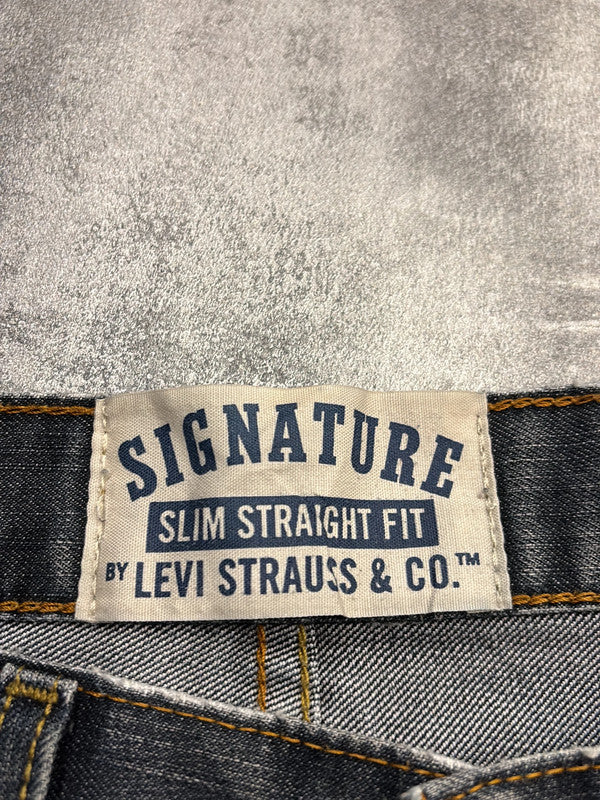 SIGNATURE
SLIM STRAIGHT FIT
BY LEVI STRAUSS & CO.™